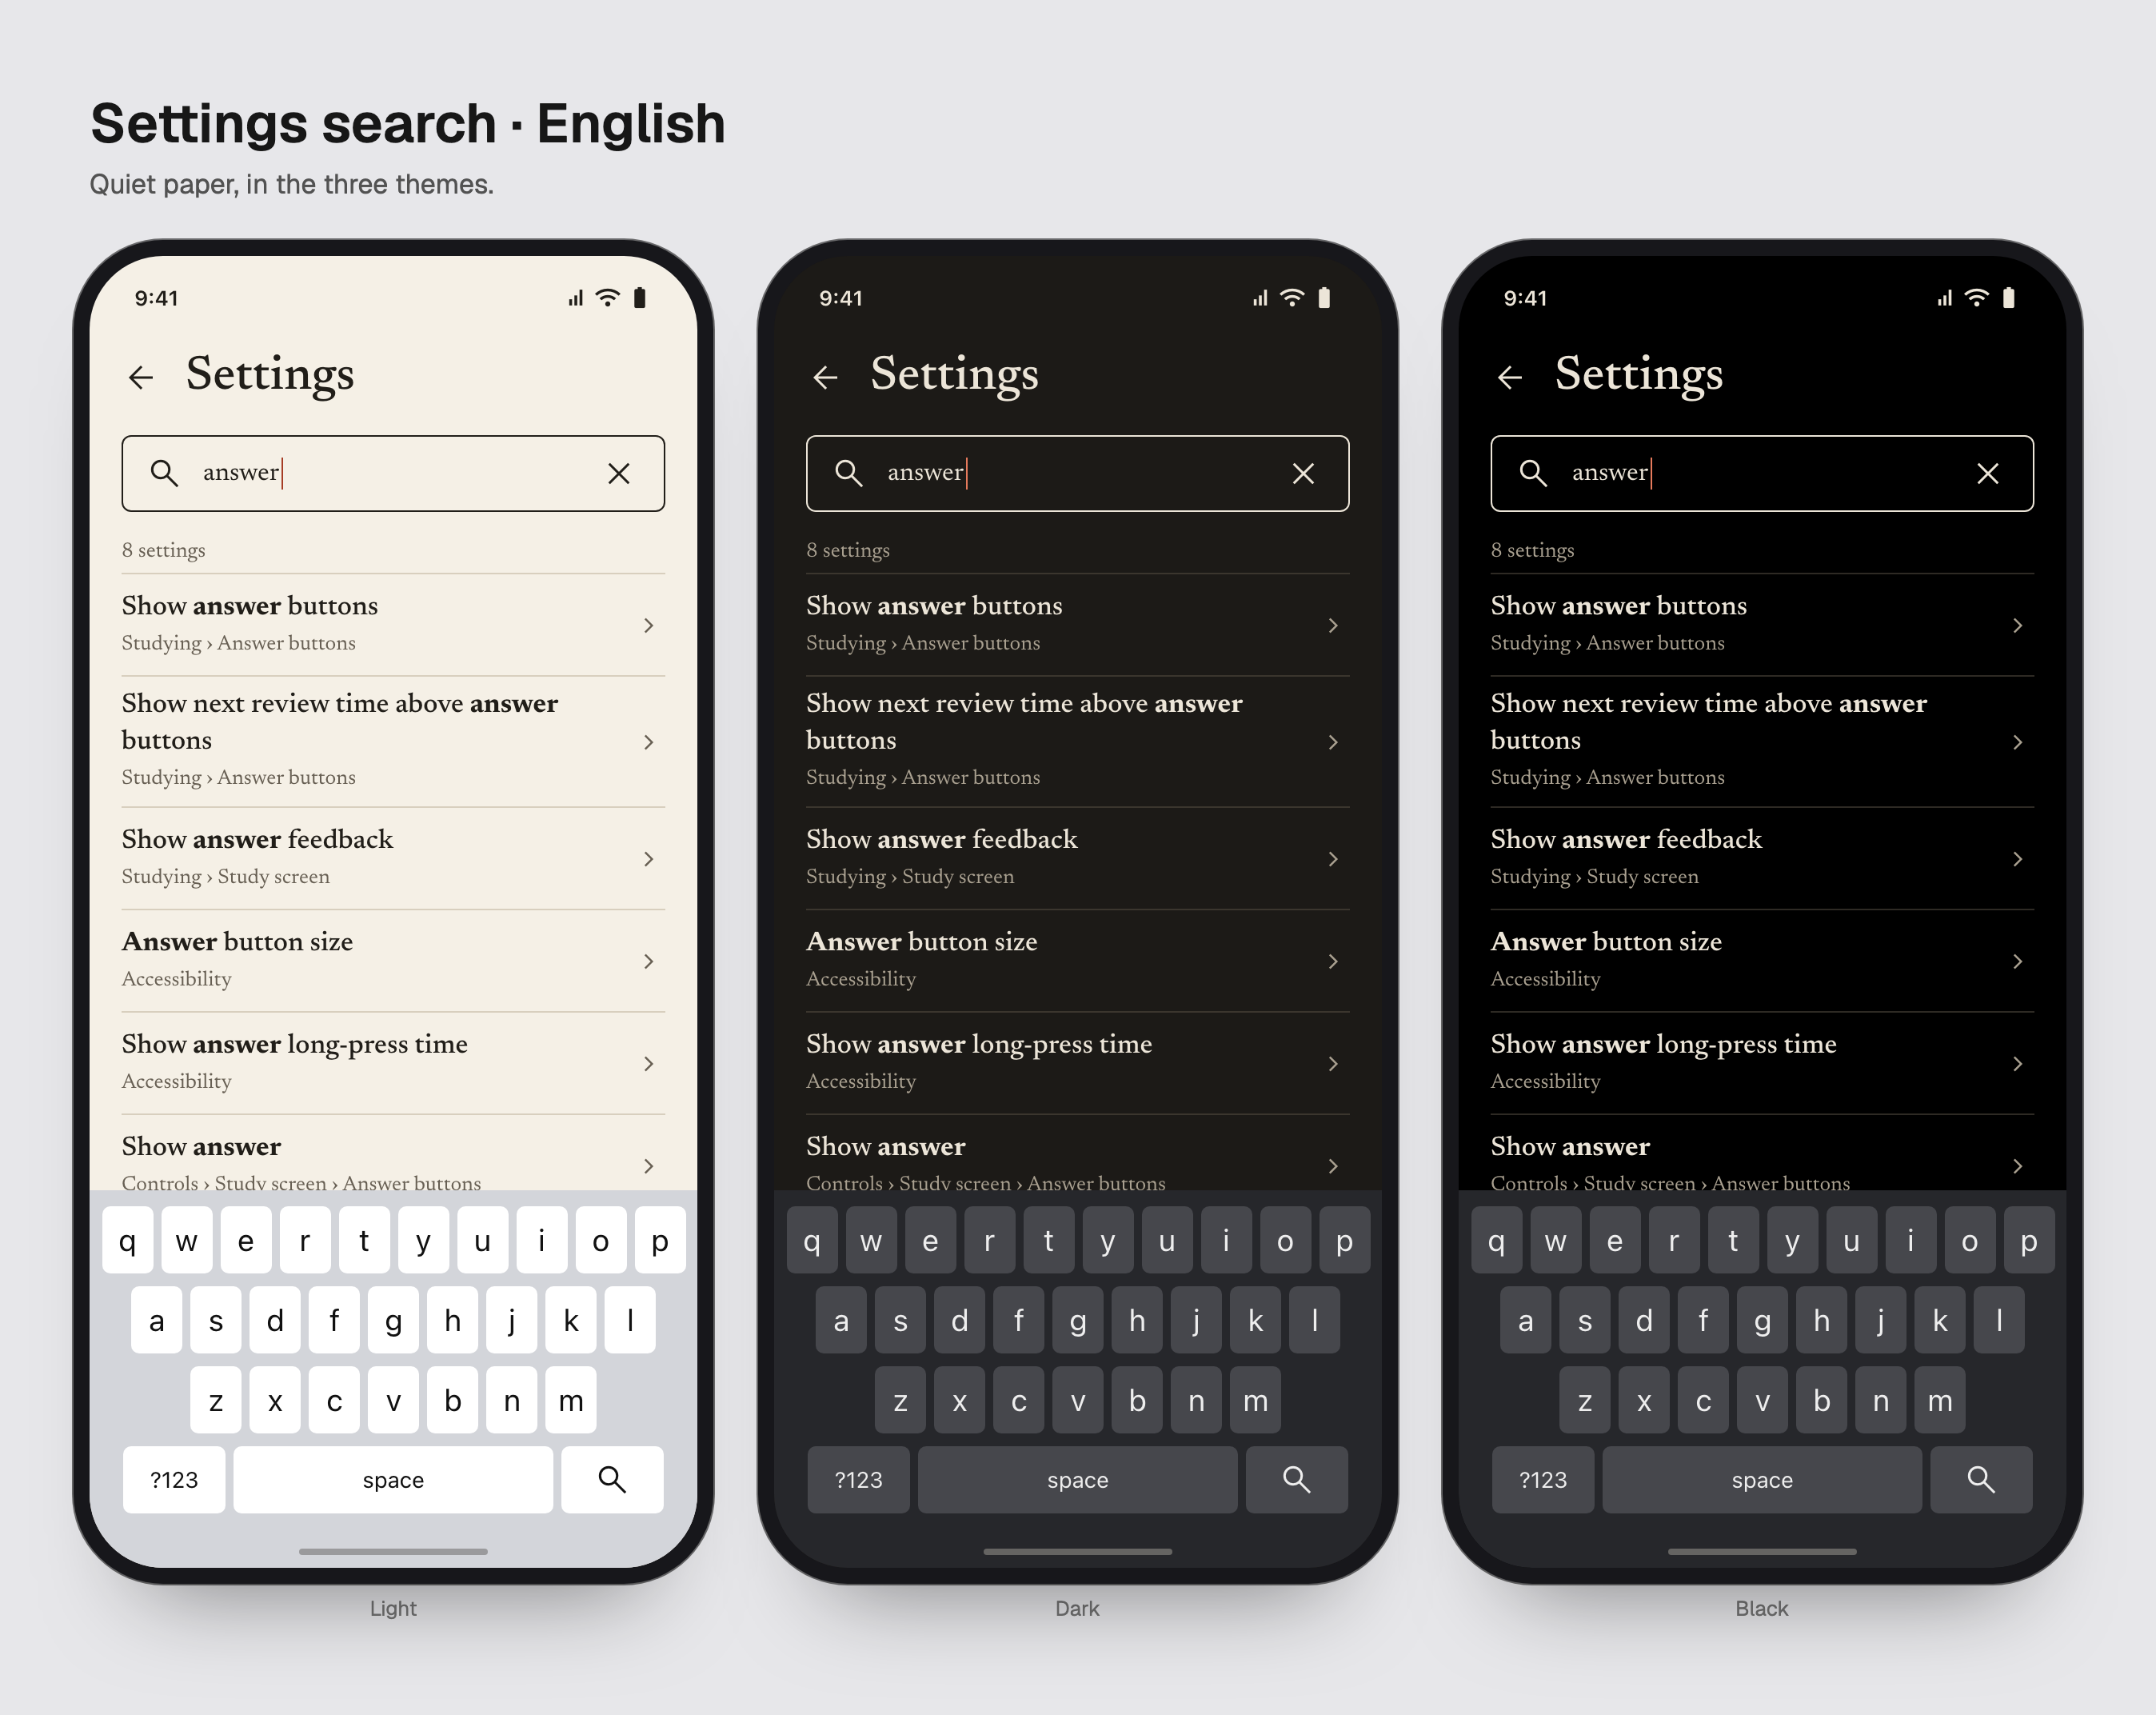 Settings search · English
Quiet paper, in the three themes.
9:41
Settings
answer
8 settings
Show answer buttons
Studying › Answer buttons
Show next review time above answer
buttons
Studying › Answer buttons
Show answer feedback
Studying › Study screen
Answer button size
Accessibility
Show answer long-press time
Accessibility
Show answer
Controls › Study screen › Answer buttons
q w e r t y u i o p
a s d f g h j k l
z x c v b n m
?123 space
Light
9:41
Settings
answer
8 settings
Show answer buttons
Studying › Answer buttons
Show next review time above answer
buttons
Studying › Answer buttons
Show answer feedback
Studying › Study screen
Answer button size
Accessibility
Show answer long-press time
Accessibility
Show answer
Controls › Study screen › Answer buttons
q w e r t y u i o p
a s d f g h j k l
z x c v b n m
?123 space
Dark
9:41
Settings
answer
8 settings
Show answer buttons
Studying › Answer buttons
Show next review time above answer
buttons
Studying › Answer buttons
Show answer feedback
Studying › Study screen
Answer button size
Accessibility
Show answer long-press time
Accessibility
Show answer
Controls › Study screen › Answer buttons
q w e r t y u i o p
a s d f g h j k l
z x c v b n m
?123 space
Black